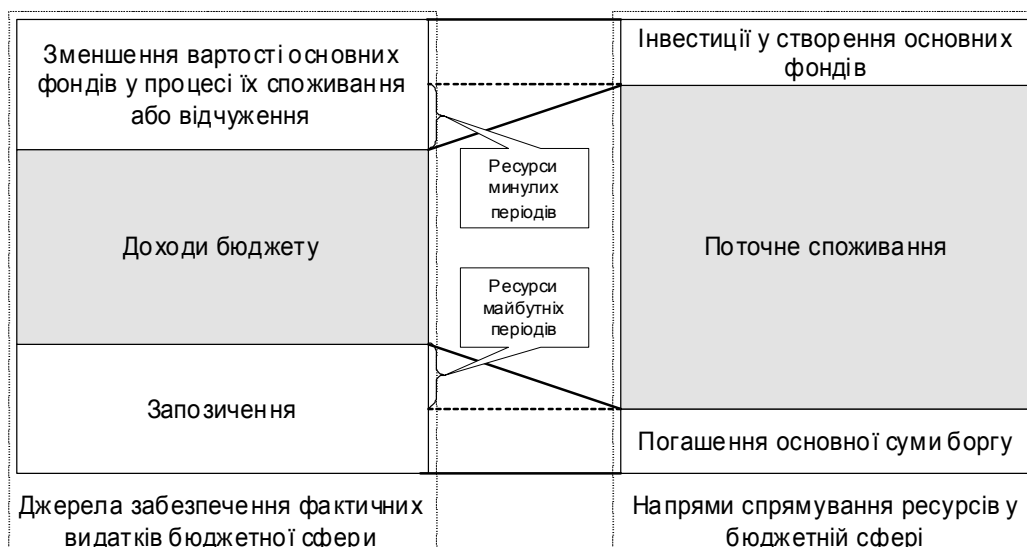 Зменшення вартості основних
фондів у процесі їх споживання
або відчуження
Доходи бюджету
Запозичення
Джерела забезпечення фактичних
видатків бюджетної сфери
Ресурси
минулих
періодів
Ресурси
майбутніх
періодів
Інвестиції у створення основних
фондів
Поточне споживання
Погашення основної суми боргу
Напрями спрямування ресурсів у
бюджетній сфері